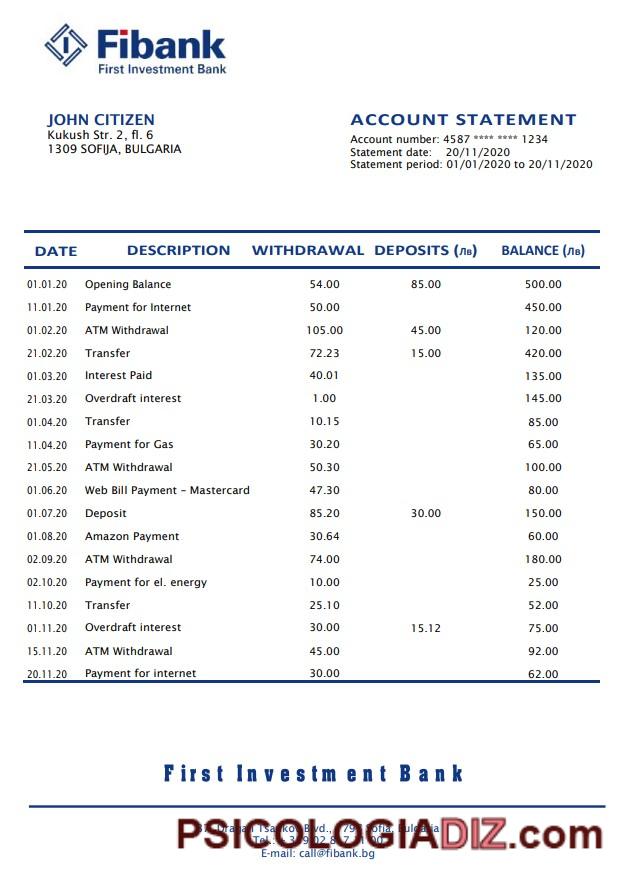 Fibank
First Investment Bank
JOHN CITIZEN
Kukush Str. 2, fl. 6
1309 SOFIJA, BULGARIA
ACCOUNT STATEMENT
Account number: 4587 **** **** 1234
Statement date: 20/11/2020
Statement period: 01/01/2020 to 20/11/2020
DATE DESCRIPTION WITHDRAWAL DEPOSITS (лв) BALANCE (лв)
01.01.20 Opening Balance 54.00 85.00 500.00
11.01.20 Payment for Internet 50.00 450.00
01.02.20 ATM Withdrawal 105.00 45.00 120.00
21.02.20 Transfer 72.23 15.00 420.00
01.03.20 Interest Paid 40.01 135.00
21.03.20 Overdraft interest 1.00 145.00
01.04.20 Transfer 10.15 85.00
11.04.20 Payment for Gas 30.20 65.00
21.05.20 ATM Withdrawal 50.30 100.00
01.06.20 Web Bill Payment – Mastercard 47.30 80.00
01.07.20 Deposit 85.20 30.00 150.00
01.08.20 Amazon Payment 30.64 60.00
02.09.20 ATM Withdrawal 74.00 180.00
02.10.20 Payment for el. energy 10.00 25.00
11.10.20 Transfer 25.10 52.00
01.11.20 Overdraft interest 30.00 15.12 75.00
15.11.20 ATM Withdrawal 45.00 92.00
20.11.20 Payment for internet 30.00 62.00
First Investment Bank
Dragan Tsankov Blvd., Sofia, Bulgaria
PSICOLOGIADIZ.com
Tel.:
E-mail: call@fibank.bg